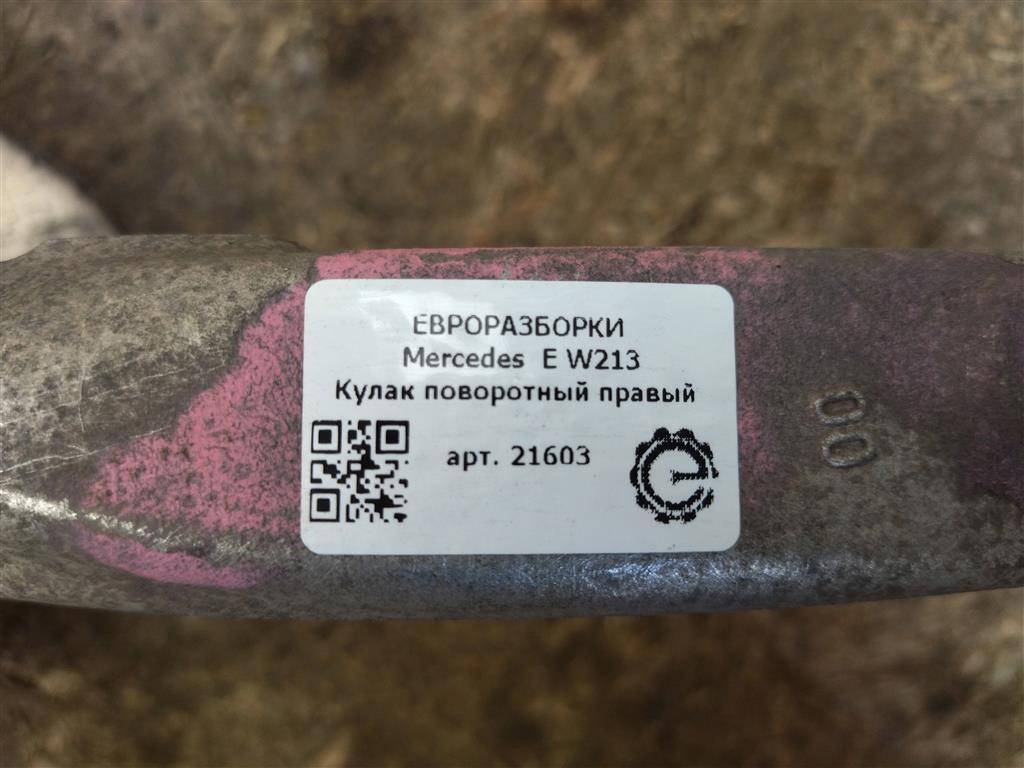 ЕВРОРАЗБОРКИ
Mercedes E W213
Кулак поворотный правый
арт. 21603
00